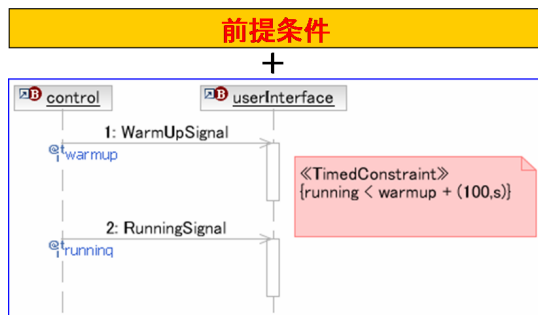 前提条件
+
control
userInterface
1: WarmUpSignal
@t warmup
≪TimedConstraint≫
{running < warmup + (100,s)}
2: RunningSignal
@t running